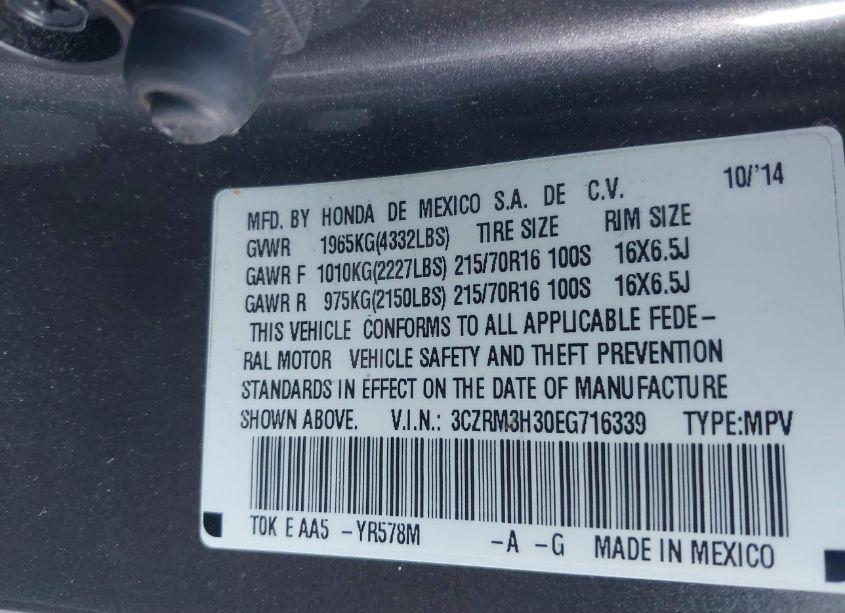 MFD. BY HONDA DE MEXICO S.A. DE C.V. 10/'14
GVWR 1965KG(4332LBS) TIRE SIZE RIM SIZE
GAWR F 1010KG(2227LBS) 215/70R16 100S 16X6.5J
GAWR R 975KG(2150LBS) 215/70R16 100S 16X6.5J
THIS VEHICLE CONFORMS TO ALL APPLICABLE FEDE-
RAL MOTOR VEHICLE SAFETY AND THEFT PREVENTION
STANDARDS IN EFFECT ON THE DATE OF MANUFACTURE
SHOWN ABOVE. V.I.N.: 3CZRM3H30EG716339 TYPE:MPV
T0K E AA5 -YR578M -A -G MADE IN MEXICO